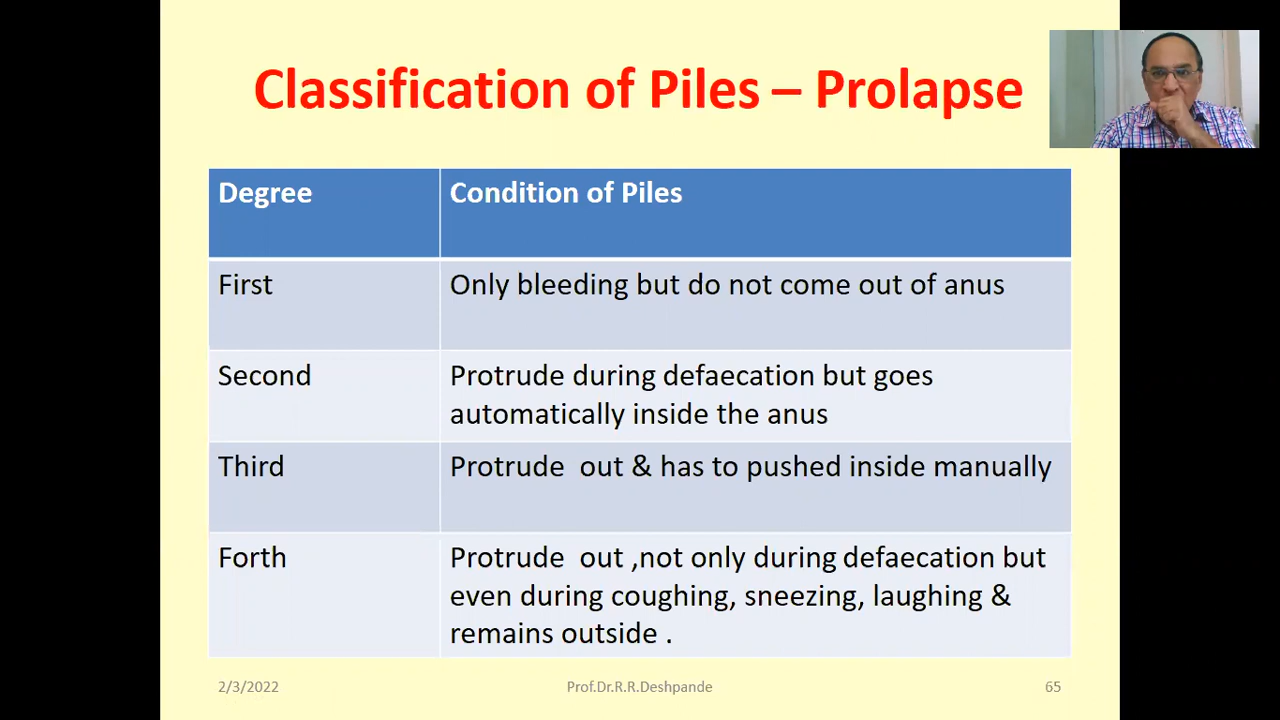 Classification of Piles – Prolapse
Degree
Condition of Piles
First
Only bleeding but do not come out of anus
Second
Protrude during defaecation but goes
automatically inside the anus
Third
Protrude  out & has to pushed inside manually
Forth
Protrude  out ,not only during defaecation but
even during coughing, sneezing, laughing &
remains outside .
2/3/2022
Prof.Dr.R.R.Deshpande
65